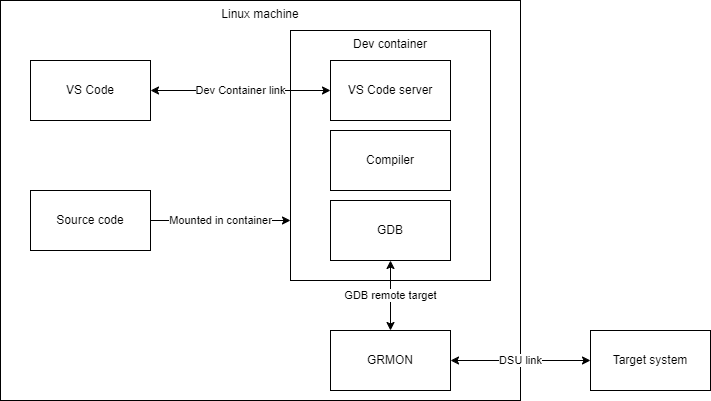 Linux machine
Dev container
VS Code
Dev Container link
VS Code server
Compiler
Source code
Mounted in container
GDB
GDB remote target
GRMON
DSU link
Target system